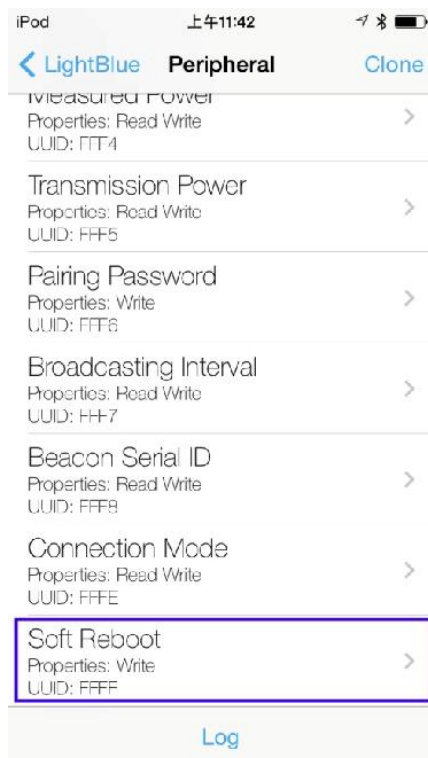 iPod 上午11:42
LightBlue Peripheral Clone
Measured Power
Properties: Read Write
UUID: FFF4
Transmission Power
Properties: Read Write
UUID: FFF5
Pairing Password
Properties: Write
UUID: FFF6
Broadcasting Interval
Properties: Read Write
UUID: FFF7
Beacon Serial ID
Properties: Read Write
UUID: FFF8
Connection Mode
Properties: Read Write
UUID: FFFE
Soft Reboot
Properties: Write
UUID: FFFF
Log